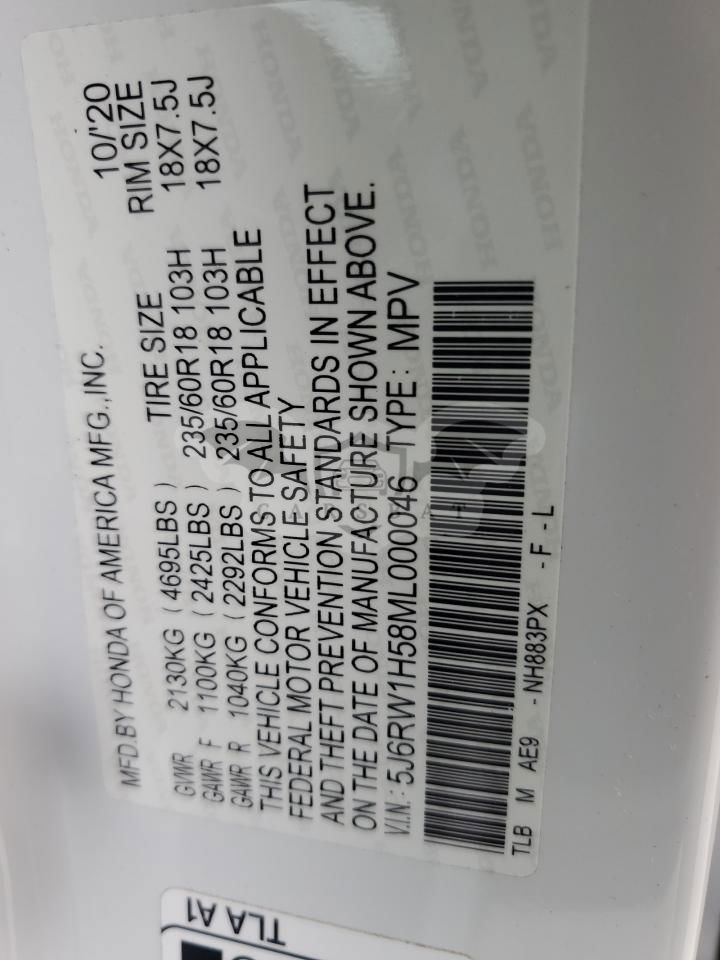 MFD.BY HONDA OF AMERICA MFG.,INC. 10/'20
TIRE SIZE RIM SIZE
GVWR 2130KG (4695LBS)
GAWR F 1100KG (2425LBS) 235/60R18 103H 18X7.5J
GAWR R 1040KG (2292LBS) 235/60R18 103H 18X7.5J
THIS VEHICLE CONFORMS TO ALL APPLICABLE
FEDERAL MOTOR VEHICLE SAFETY
AND THEFT PREVENTION STANDARDS IN EFFECT
ON THE DATE OF MANUFACTURE SHOWN ABOVE.
V.I.N.: 5J6RW1H58ML000046 TYPE: MPV
TLB M AE9 -NH883PX -F -L
TLA A1
HONDA